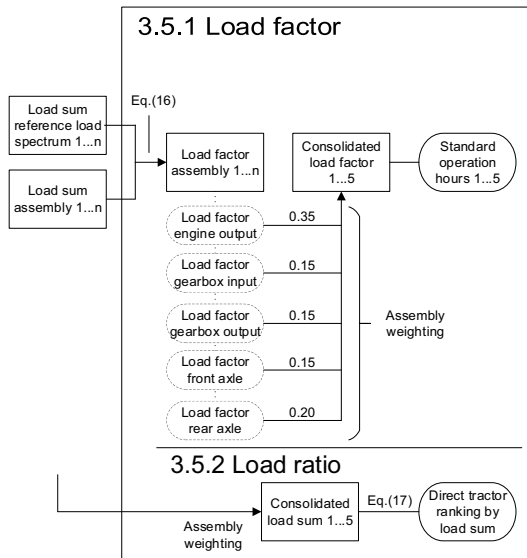 3.5.1 Load factor
Eq.(16)
Load sum
reference load
spectrum 1...n
Load sum
assembly 1...n
Load factor
assembly 1...n
Consolidated
load factor
1...5
Standard
operation
hours 1...5
Load factor
engine output
0.35
Load factor
gearbox input
0.15
Load factor
gearbox output
0.15
Load factor
front axle
0.15
Load factor
rear axle
0.20
Assembly
weighting
3.5.2 Load ratio
Assembly
weighting
Consolidated
load sum 1...5
Eq.(17)
Direct tractor
ranking by
load sum